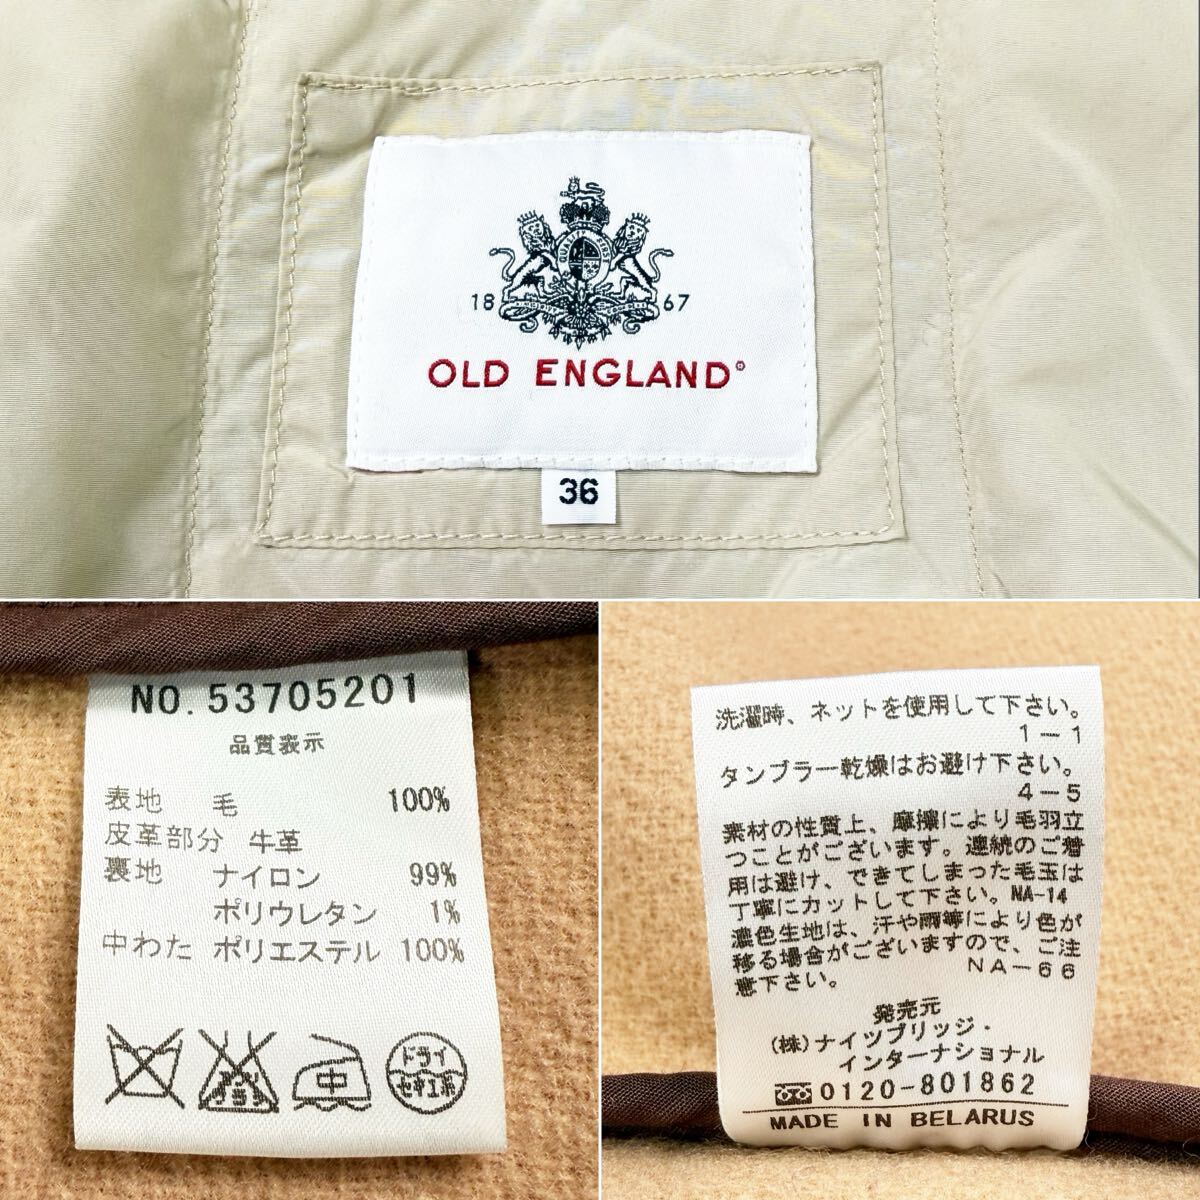 18 67
OLD ENGLAND®
36
NO. 53705201
品質表示
表地 毛 100%
皮革部分 牛革
裏地 ナイロン 99%
ポリウレタン 1%
中わた ポリエステル 100%
エンソサラシ
中
ドライ
セキユ系
洗濯時、ネットを使用して下さい。
1-1
タンブラー乾燥はお避け下さい。
4-5
素材の性質上、摩擦により毛羽立
つことがございます。連続のご着
用は避け、できてしまった毛玉は
丁寧にカットして下さい。NA-14
濃色生地は、汗や雨等により色が
移る場合がございますので、ご注
意下さい。 NA-66
発売元
(株)ナイツブリッジ・
インターナショナル
0120-801862
MADE IN BELARUS